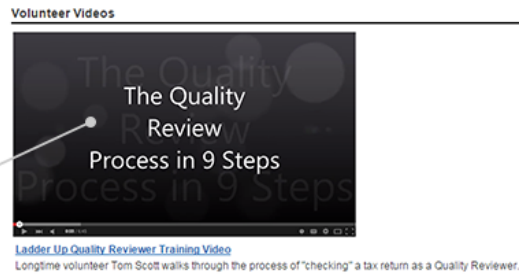 Volunteer Videos
The Quality
Review
Process in 9 Steps
Ladder Up Quality Reviewer Training Video
Longtime volunteer Tom Scott walks through the process of "checking" a tax return as a Quality Reviewer.